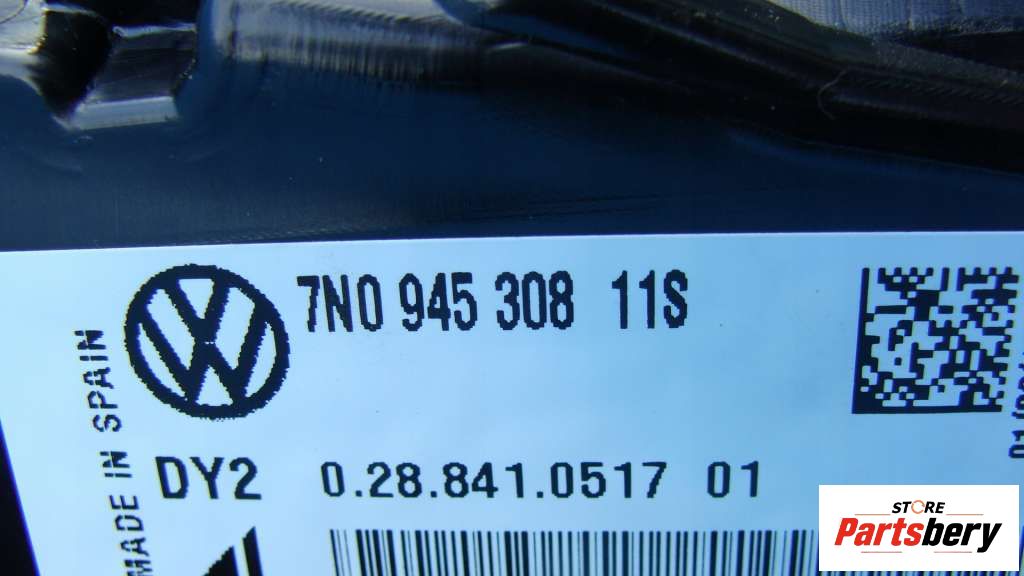 7N0 945 308 11S
MADE IN SPAIN
DY2 0.28.841.0517 01
STORE
Partsbery